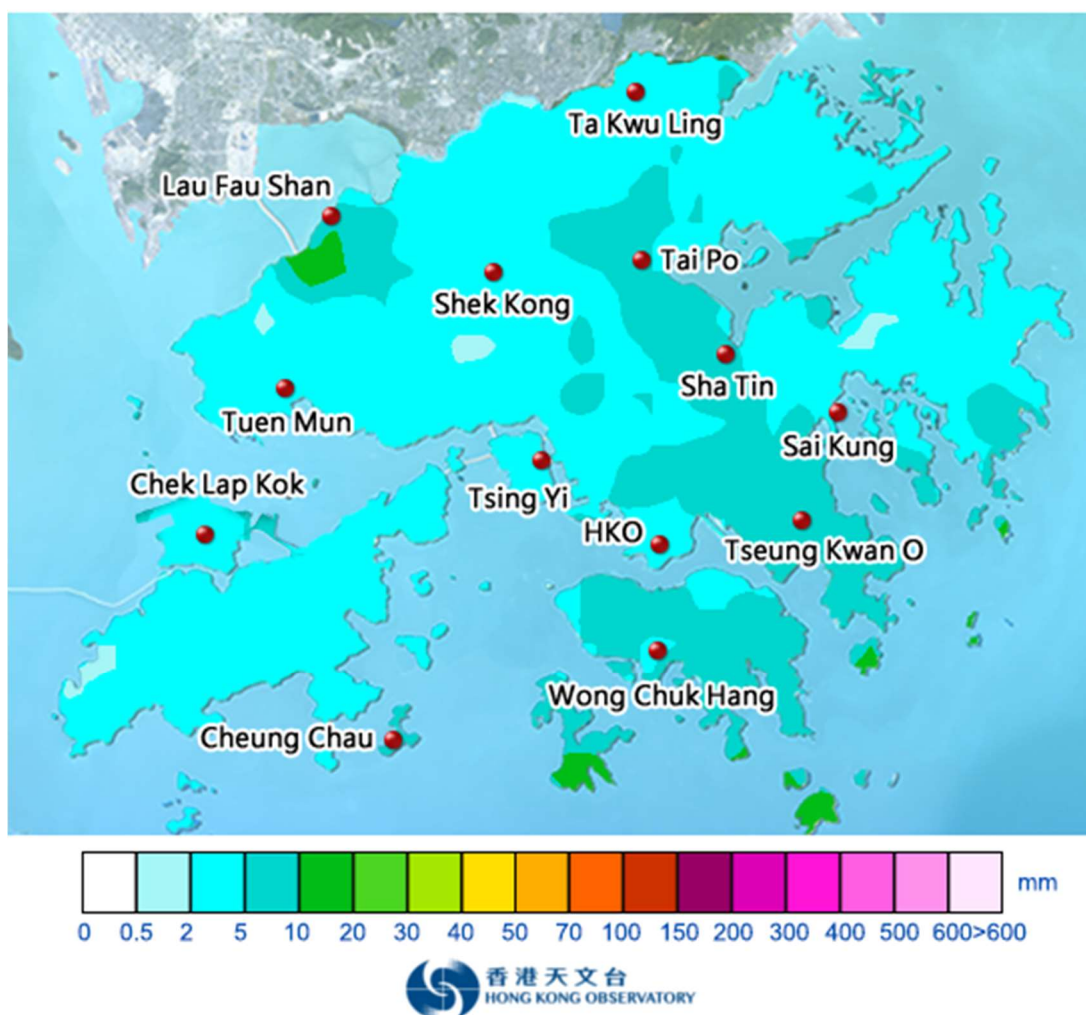 Ta Kwu Ling
Lau Fau Shan
Tai Po
Shek Kong
Sha Tin
Tuen Mun
Sai Kung
Chek Lap Kok
Tsing Yi
HKO
Tseung Kwan O
Wong Chuk Hang
Cheung Chau
mm
0 0.5 2 5 10 20 30 40 50 70 100 150 200 300 400 500 600>600
香港天文台
HONG KONG OBSERVATORY